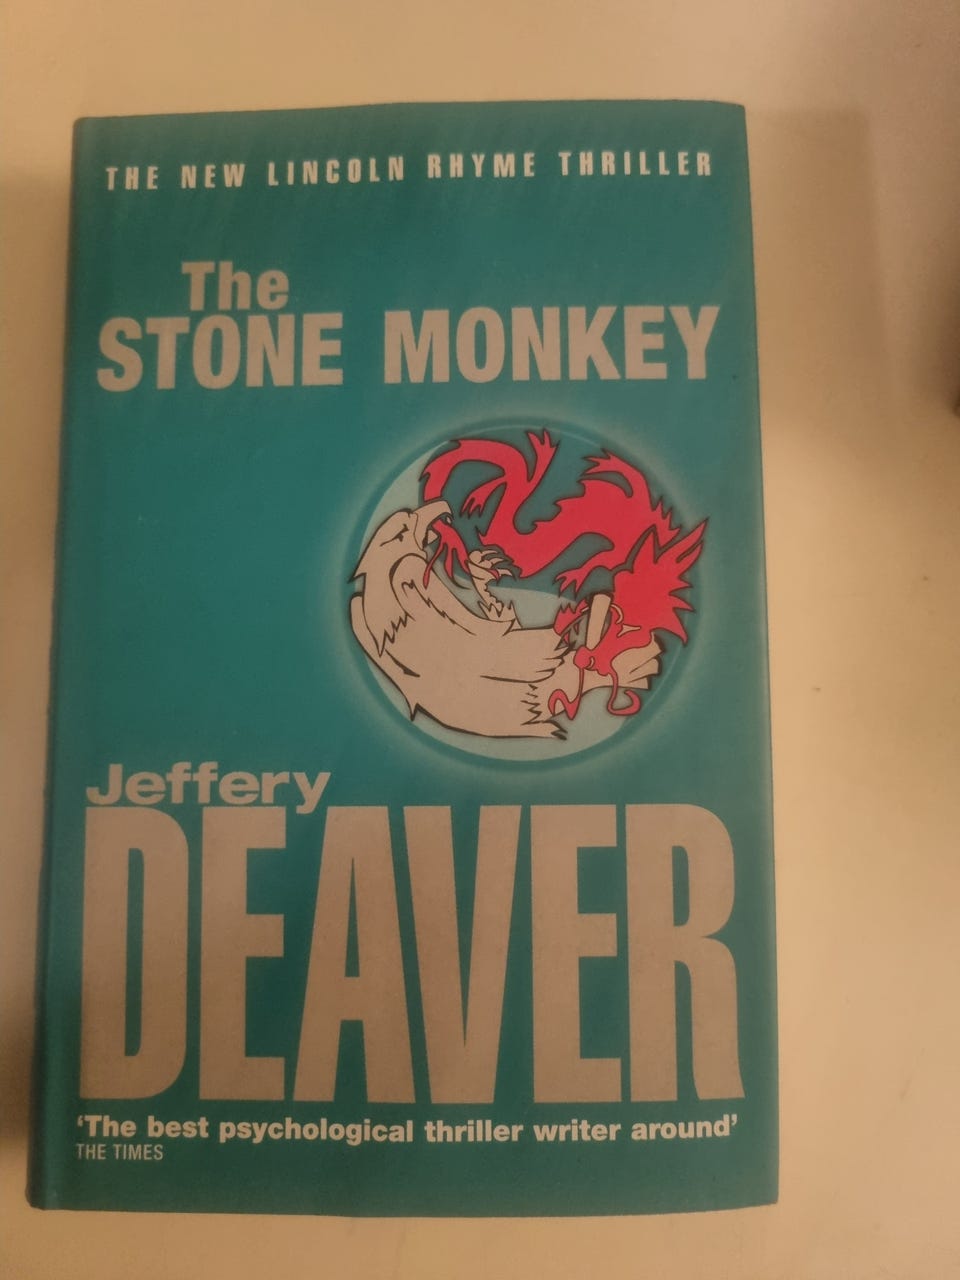 THE NEW LINCOLN RHYME THRILLER
The
STONE MONKEY
Jeffery
DEAVER
‘The best psychological thriller writer around’
THE TIMES